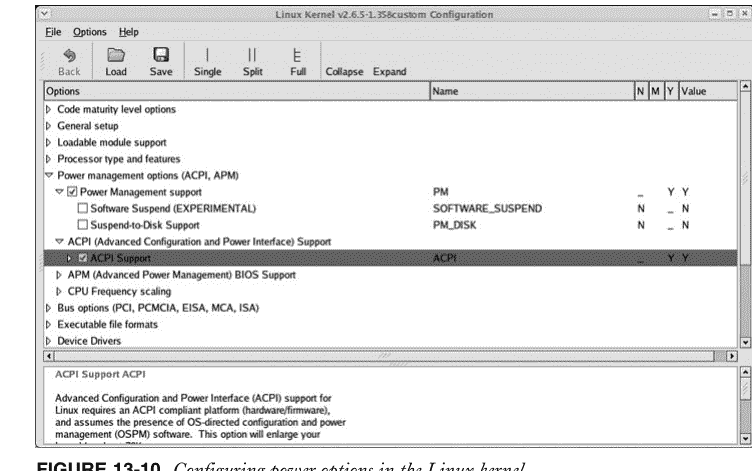 Linux Kernel v2.6.5-1.358custom Configuration
File Options Help
Back Load Save Single Split Full Collapse Expand
Options Name N M Y Value
Code maturity level options
General setup
Loadable module support
Processor type and features
Power management options (ACPI, APM)
Power Management support PM _ Y Y
Software Suspend (EXPERIMENTAL) SOFTWARE_SUSPEND N _ N
Suspend-to-Disk Support PM_DISK N _ N
ACPI (Advanced Configuration and Power Interface) Support
ACPI Support ACPI _ Y Y
APM (Advanced Power Management) BIOS Support
CPU Frequency scaling
Bus options (PCI, PCMCIA, EISA, MCA, ISA)
Executable file formats
Device Drivers
ACPI Support ACPI
Advanced Configuration and Power Interface (ACPI) support for
Linux requires an ACPI compliant platform (hardware/firmware),
and assumes the presence of OS-directed configuration and power
management (OSPM) software. This option will enlarge your
FIGURE 13-10 Configuring power options in the Linux kernel